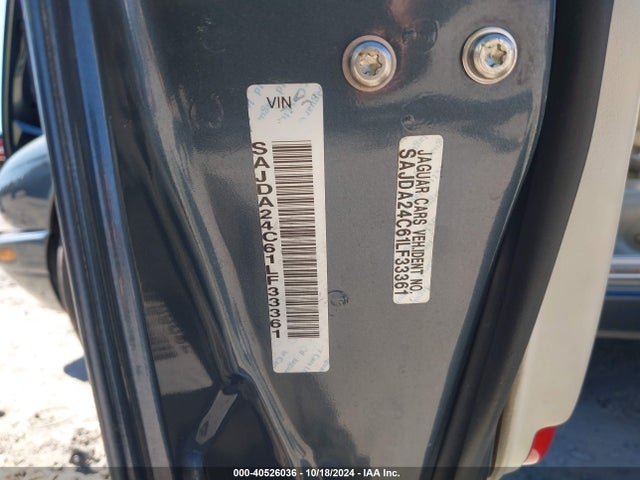 VIN
SAJDA24C61LF33361
JAGUAR CARS VEH.IDENT NO.
SAJDA24C61LF33361
000-40526036 - 10/18/2024 - IAA Inc.